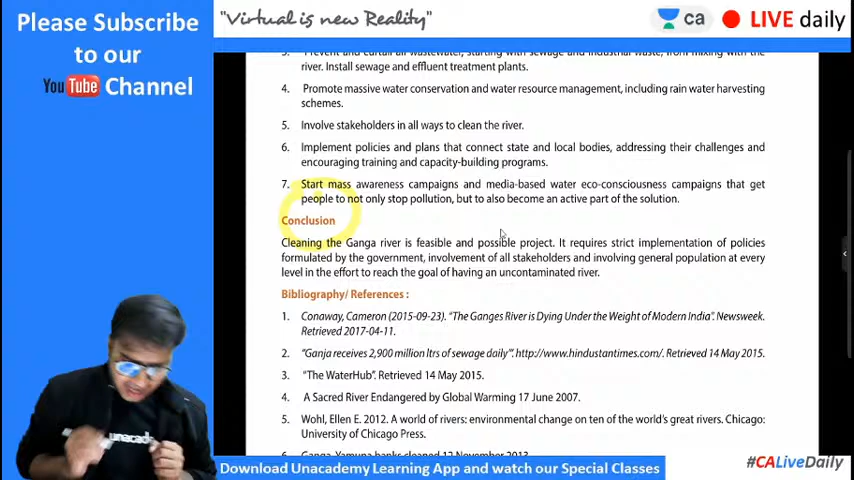 Please Subscribe
to our
YouTube Channel
"Virtual is new Reality"
ca
LIVE daily
3. Prevent and curtail all wastewater, starting with sewage and industrial waste, from mixing with the
river. Install sewage and effluent treatment plants.
4. Promote massive water conservation and water resource management, including rain water harvesting
schemes.
5. Involve stakeholders in all ways to clean the river.
6. Implement policies and plans that connect state and local bodies, addressing their challenges and
encouraging training and capacity-building programs.
7. Start mass awareness campaigns and media-based water eco-consciousness campaigns that get
people to not only stop pollution, but to also become an active part of the solution.
Conclusion
Cleaning the Ganga river is feasible and possible project. It requires strict implementation of policies
formulated by the government, involvement of all stakeholders and involving general population at every
level in the effort to reach the goal of having an uncontaminated river.
Bibliography/ References :
1. Conaway, Cameron (2015-09-23). "The Ganges River is Dying Under the Weight of Modern India". Newsweek.
Retrieved 2017-04-11.
2. "Ganja receives 2,900 million ltrs of sewage daily'". http://www.hindustantimes.com/. Retrieved 14 May 2015.
3. "The WaterHub". Retrieved 14 May 2015.
4. A Sacred River Endangered by Global Warming 17 June 2007.
5. Wohl, Ellen E. 2012. A world of rivers: environmental change on ten of the world's great rivers. Chicago:
University of Chicago Press.
6. Ganga, Yamuna banks cleaned 12 November 2013.
unacade
Download Unacademy Learning App and watch our Special Classes
#CALiveDaily